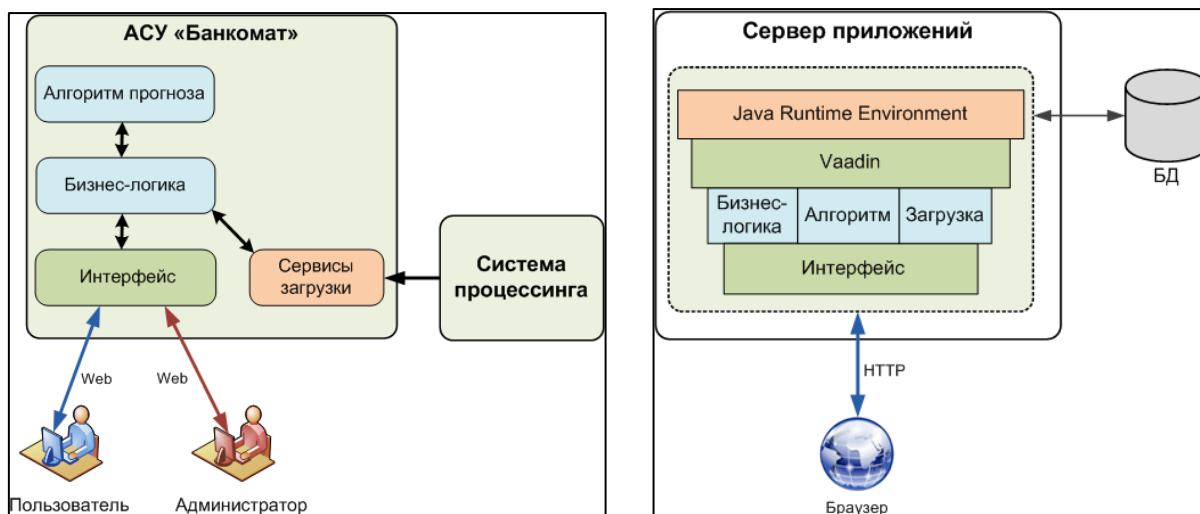 АСУ «Банкомат»
Алгоритм прогноза
Бизнес-логика
Интерфейс
Сервисы
загрузки
Система
процессинга
Web
Web
Пользователь
Администратор
Сервер приложений
Java Runtime Environment
Vaadin
Бизнес-
логика
Алгоритм
Загрузка
Интерфейс
БД
HTTP
Браузер